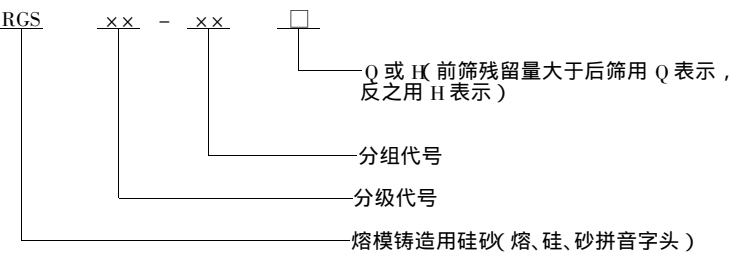 RGS ×× － ×× □
Q 或 H(前筛残留量大于后筛用 Q 表示，
反之用 H 表示)
分组代号
分级代号
熔模铸造用硅砂(熔、硅、砂拼音字头)